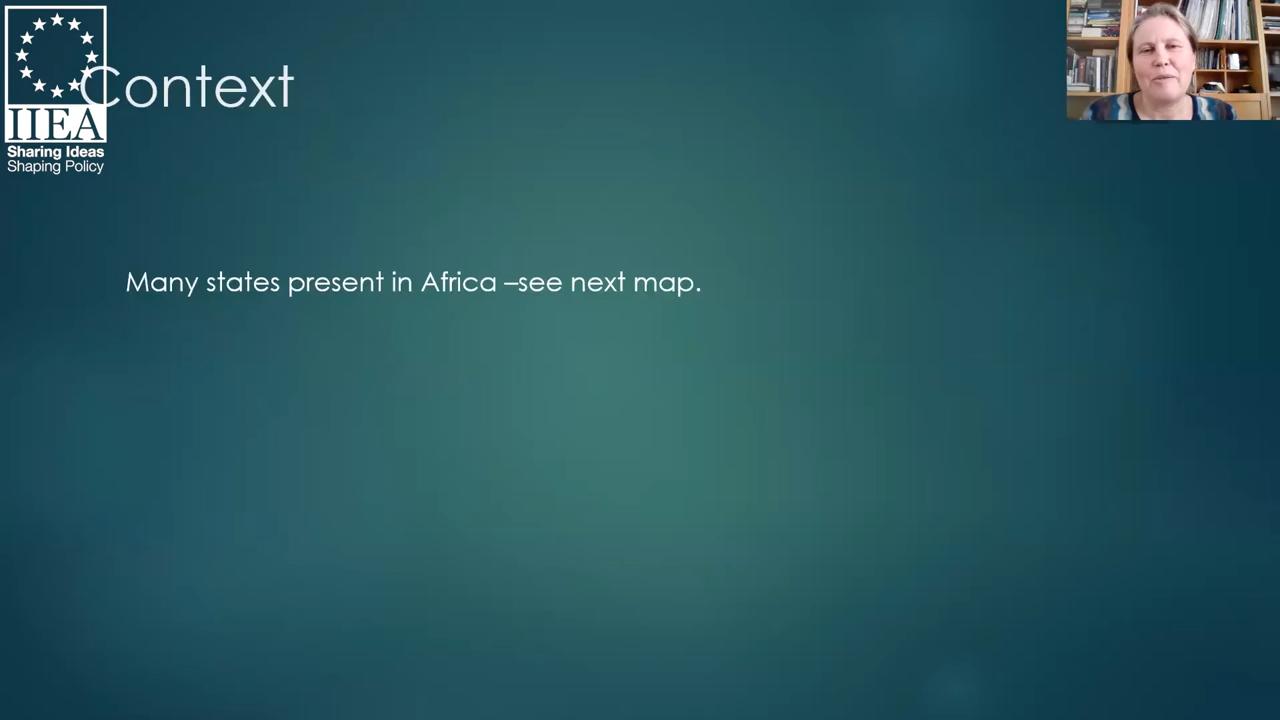 Context
IIEA
Sharing Ideas
Shaping Policy
Many states present in Africa –see next map.